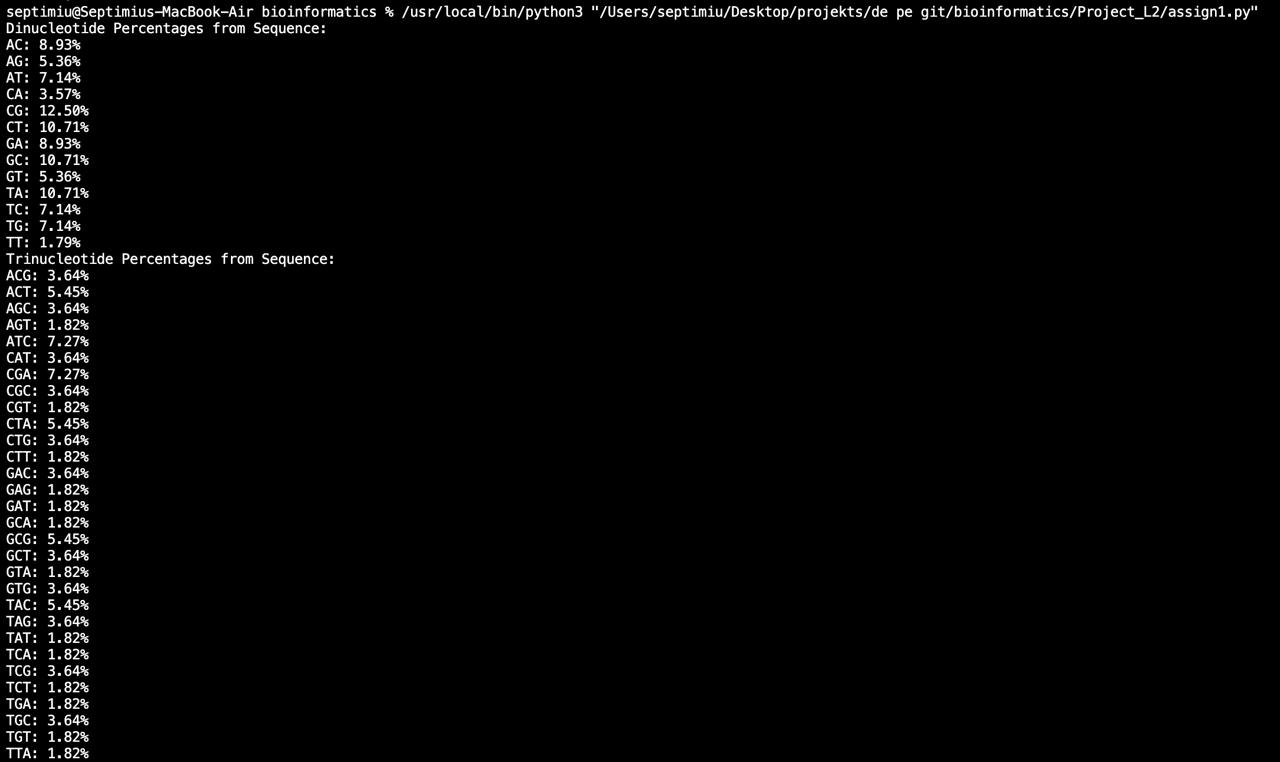 septimiu@Septimius-MacBook-Air bioinformatics % /usr/local/bin/python3 "/Users/septimiu/Desktop/projekts/de pe git/bioinformatics/Project_L2/assign1.py"
Dinucleotide Percentages from Sequence:
AC: 8.93%
AG: 5.36%
AT: 7.14%
CA: 3.57%
CG: 12.50%
CT: 10.71%
GA: 8.93%
GC: 10.71%
GT: 5.36%
TA: 10.71%
TC: 7.14%
TG: 7.14%
TT: 1.79%
Trinucleotide Percentages from Sequence:
ACG: 3.64%
ACT: 5.45%
AGC: 3.64%
AGT: 1.82%
ATC: 7.27%
CAT: 3.64%
CGA: 7.27%
CGC: 3.64%
CGT: 1.82%
CTA: 5.45%
CTG: 3.64%
CTT: 1.82%
GAC: 3.64%
GAG: 1.82%
GAT: 1.82%
GCA: 1.82%
GCG: 5.45%
GCT: 3.64%
GTA: 1.82%
GTG: 3.64%
TAC: 5.45%
TAG: 3.64%
TAT: 1.82%
TCA: 1.82%
TCG: 3.64%
TCT: 1.82%
TGA: 1.82%
TGC: 3.64%
TGT: 1.82%
TTA: 1.82%